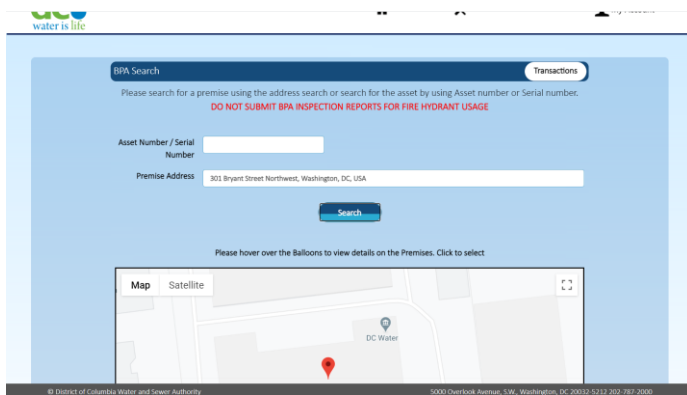 dc
water is life
My Account
BPA Search
Transactions
Please search for a premise using the address search or search for the asset by using Asset number or Serial number.
DO NOT SUBMIT BPA INSPECTION REPORTS FOR FIRE HYDRANT USAGE
Asset Number / Serial
Number
Premise Address
301 Bryant Street Northwest, Washington, DC, USA
Search
Please hover over the Balloons to view details on the Premises. Click to select
Map Satellite
DC Water
© District of Columbia Water and Sewer Authority
5000 Overlook Avenue, S.W., Washington, DC 20032-5212 202-787-2000